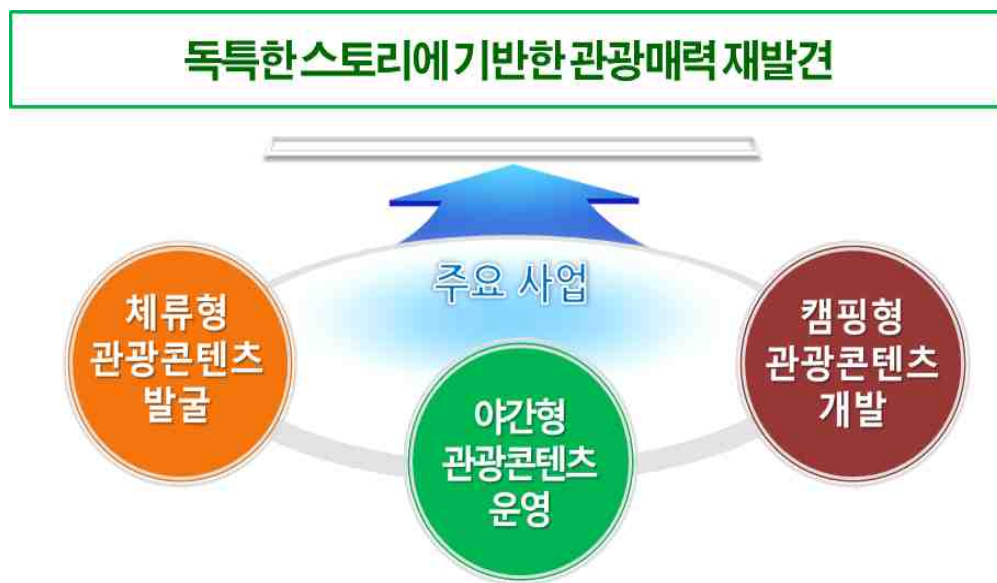 독특한 스토리에 기반한 관광매력 재발견
주요 사업
체류형
관광콘텐츠
발굴
야간형
관광콘텐츠
운영
캠핑형
관광콘텐츠
개발